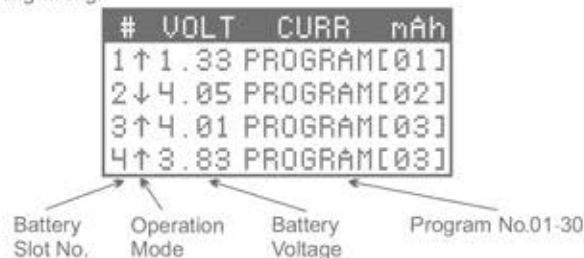 # VOLT CURR mAh
1↑1.33 PROGRAM[01]
2↓4.05 PROGRAM[02]
3↑4.01 PROGRAM[03]
4↑3.83 PROGRAM[03]
Battery Slot No.
Operation Mode
Battery Voltage
Program No.01-30